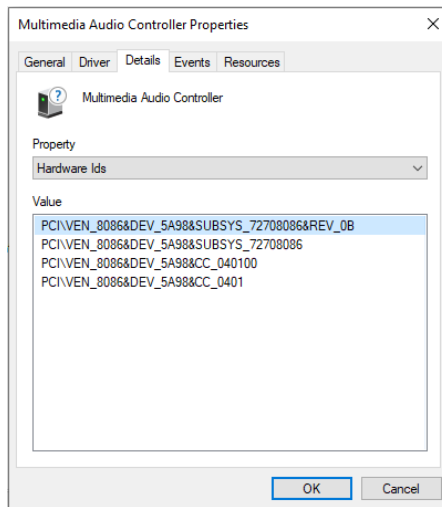 Multimedia Audio Controller Properties
General Driver Details Events Resources
Multimedia Audio Controller
Property
Hardware Ids
Value
PCI\VEN_8086&DEV_5A98&SUBSYS_72708086&REV_0B
PCI\VEN_8086&DEV_5A98&SUBSYS_72708086
PCI\VEN_8086&DEV_5A98&CC_040100
PCI\VEN_8086&DEV_5A98&CC_0401
OK Cancel